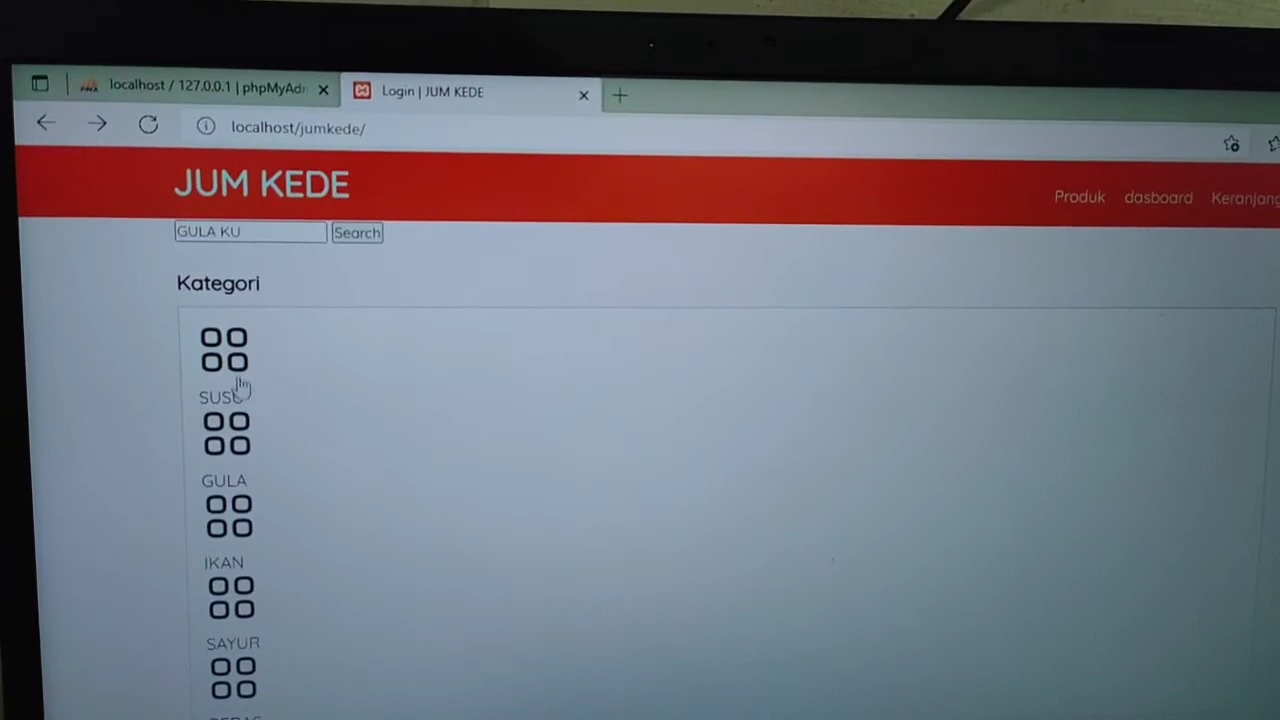 localhost / 127.0.0.1 | phpMyAdr
Login | JUM KEDE
localhost/jumkede/
JUM KEDE
Produk dasboard Keranjang
GULA KU Search
Kategori
GULA
IKAN
SAYUR